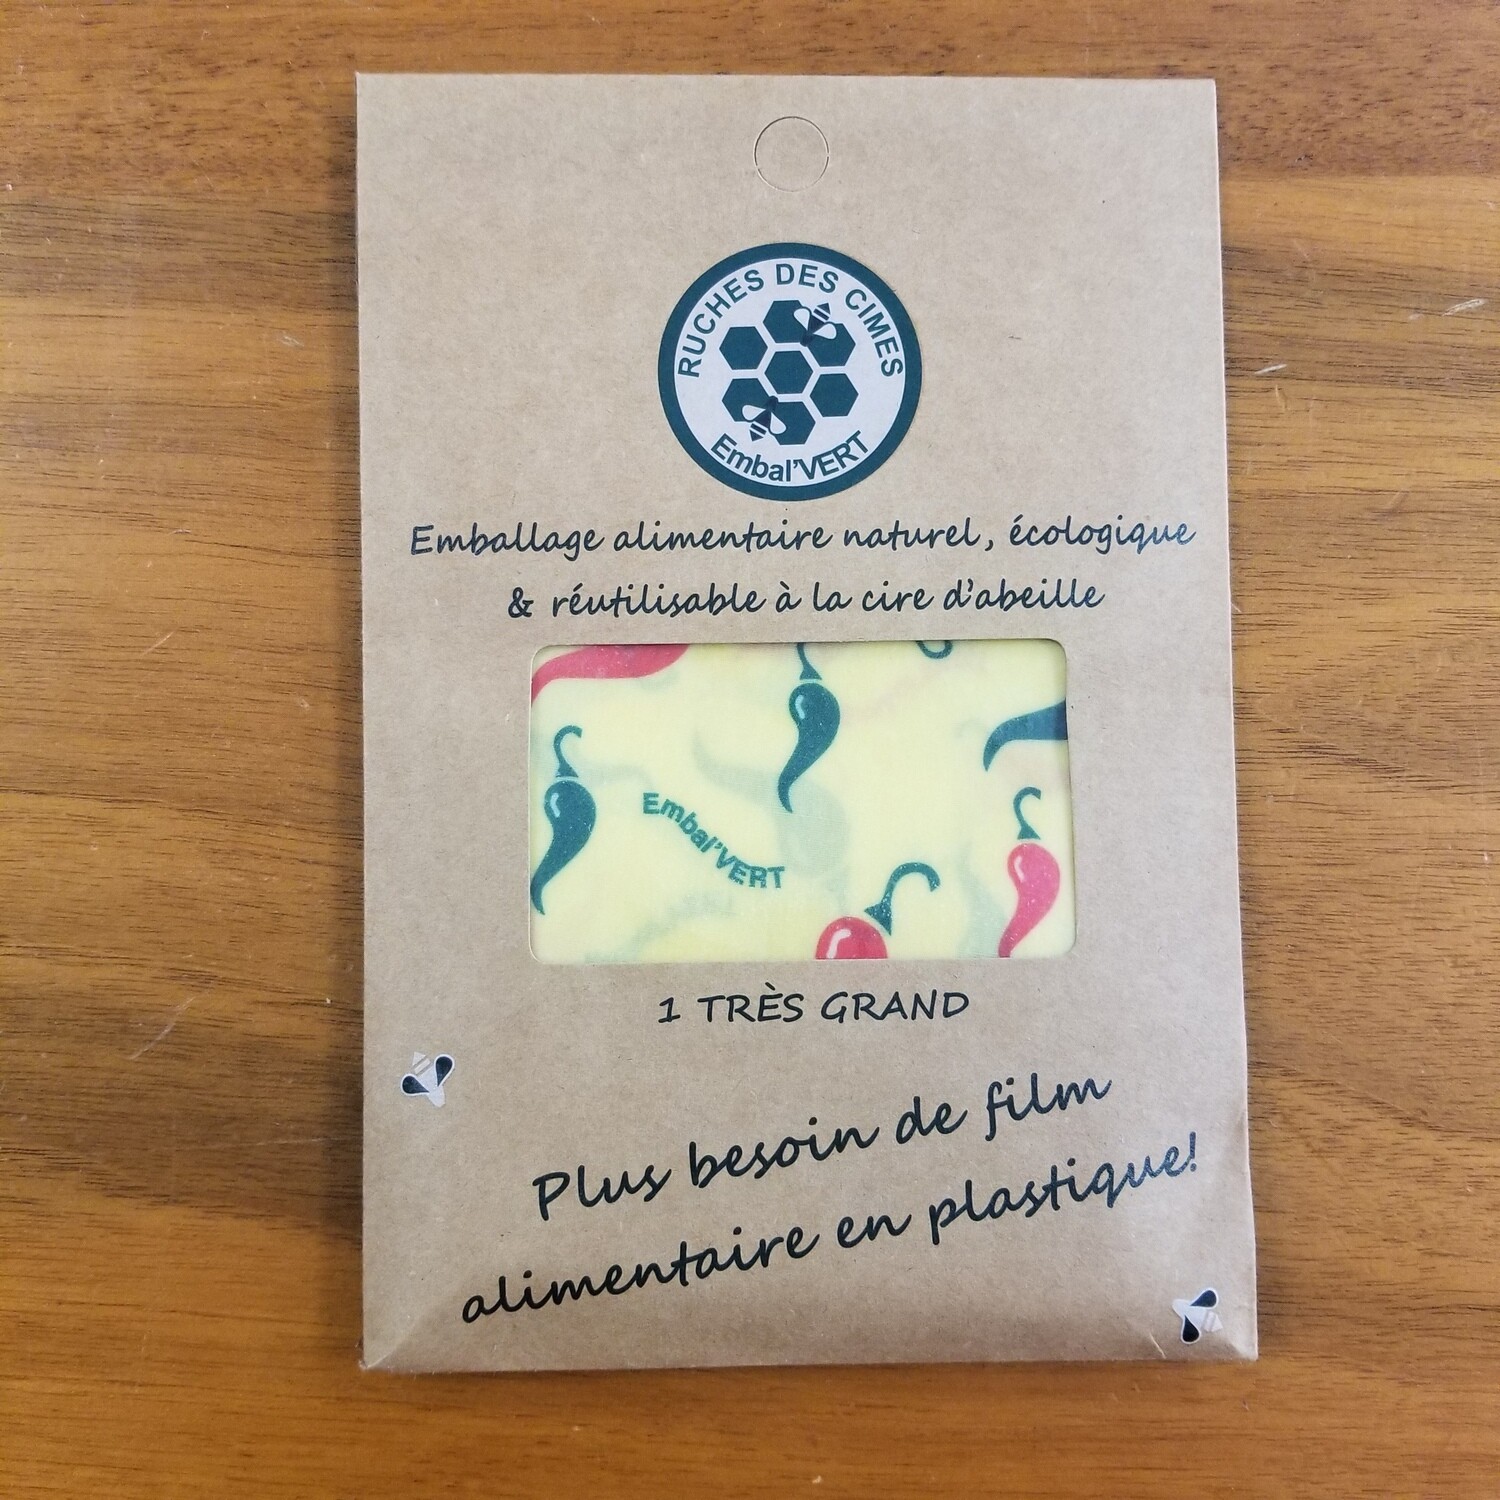 RUCHES DES CIMES
Embal'VERT
Emballage alimentaire naturel, écologique
& réutilisable à la cire d'abeille
Embal'VERT
1 TRÈS GRAND
Plus besoin de film
alimentaire en plastique!